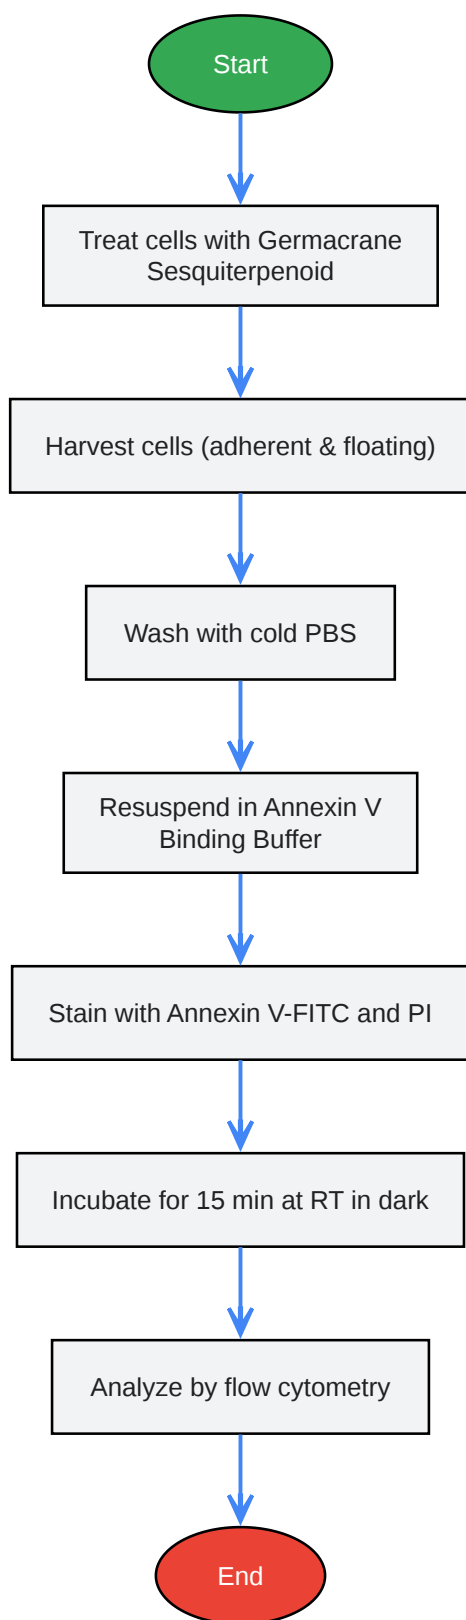 Start
Treat cells with Germacrane
Sesquiterpenoid
Harvest cells (adherent & floating)
Wash with cold PBS
Resuspend in Annexin V
Binding Buffer
Stain with Annexin V-FITC and PI
Incubate for 15 min at RT in dark
Analyze by flow cytometry
End